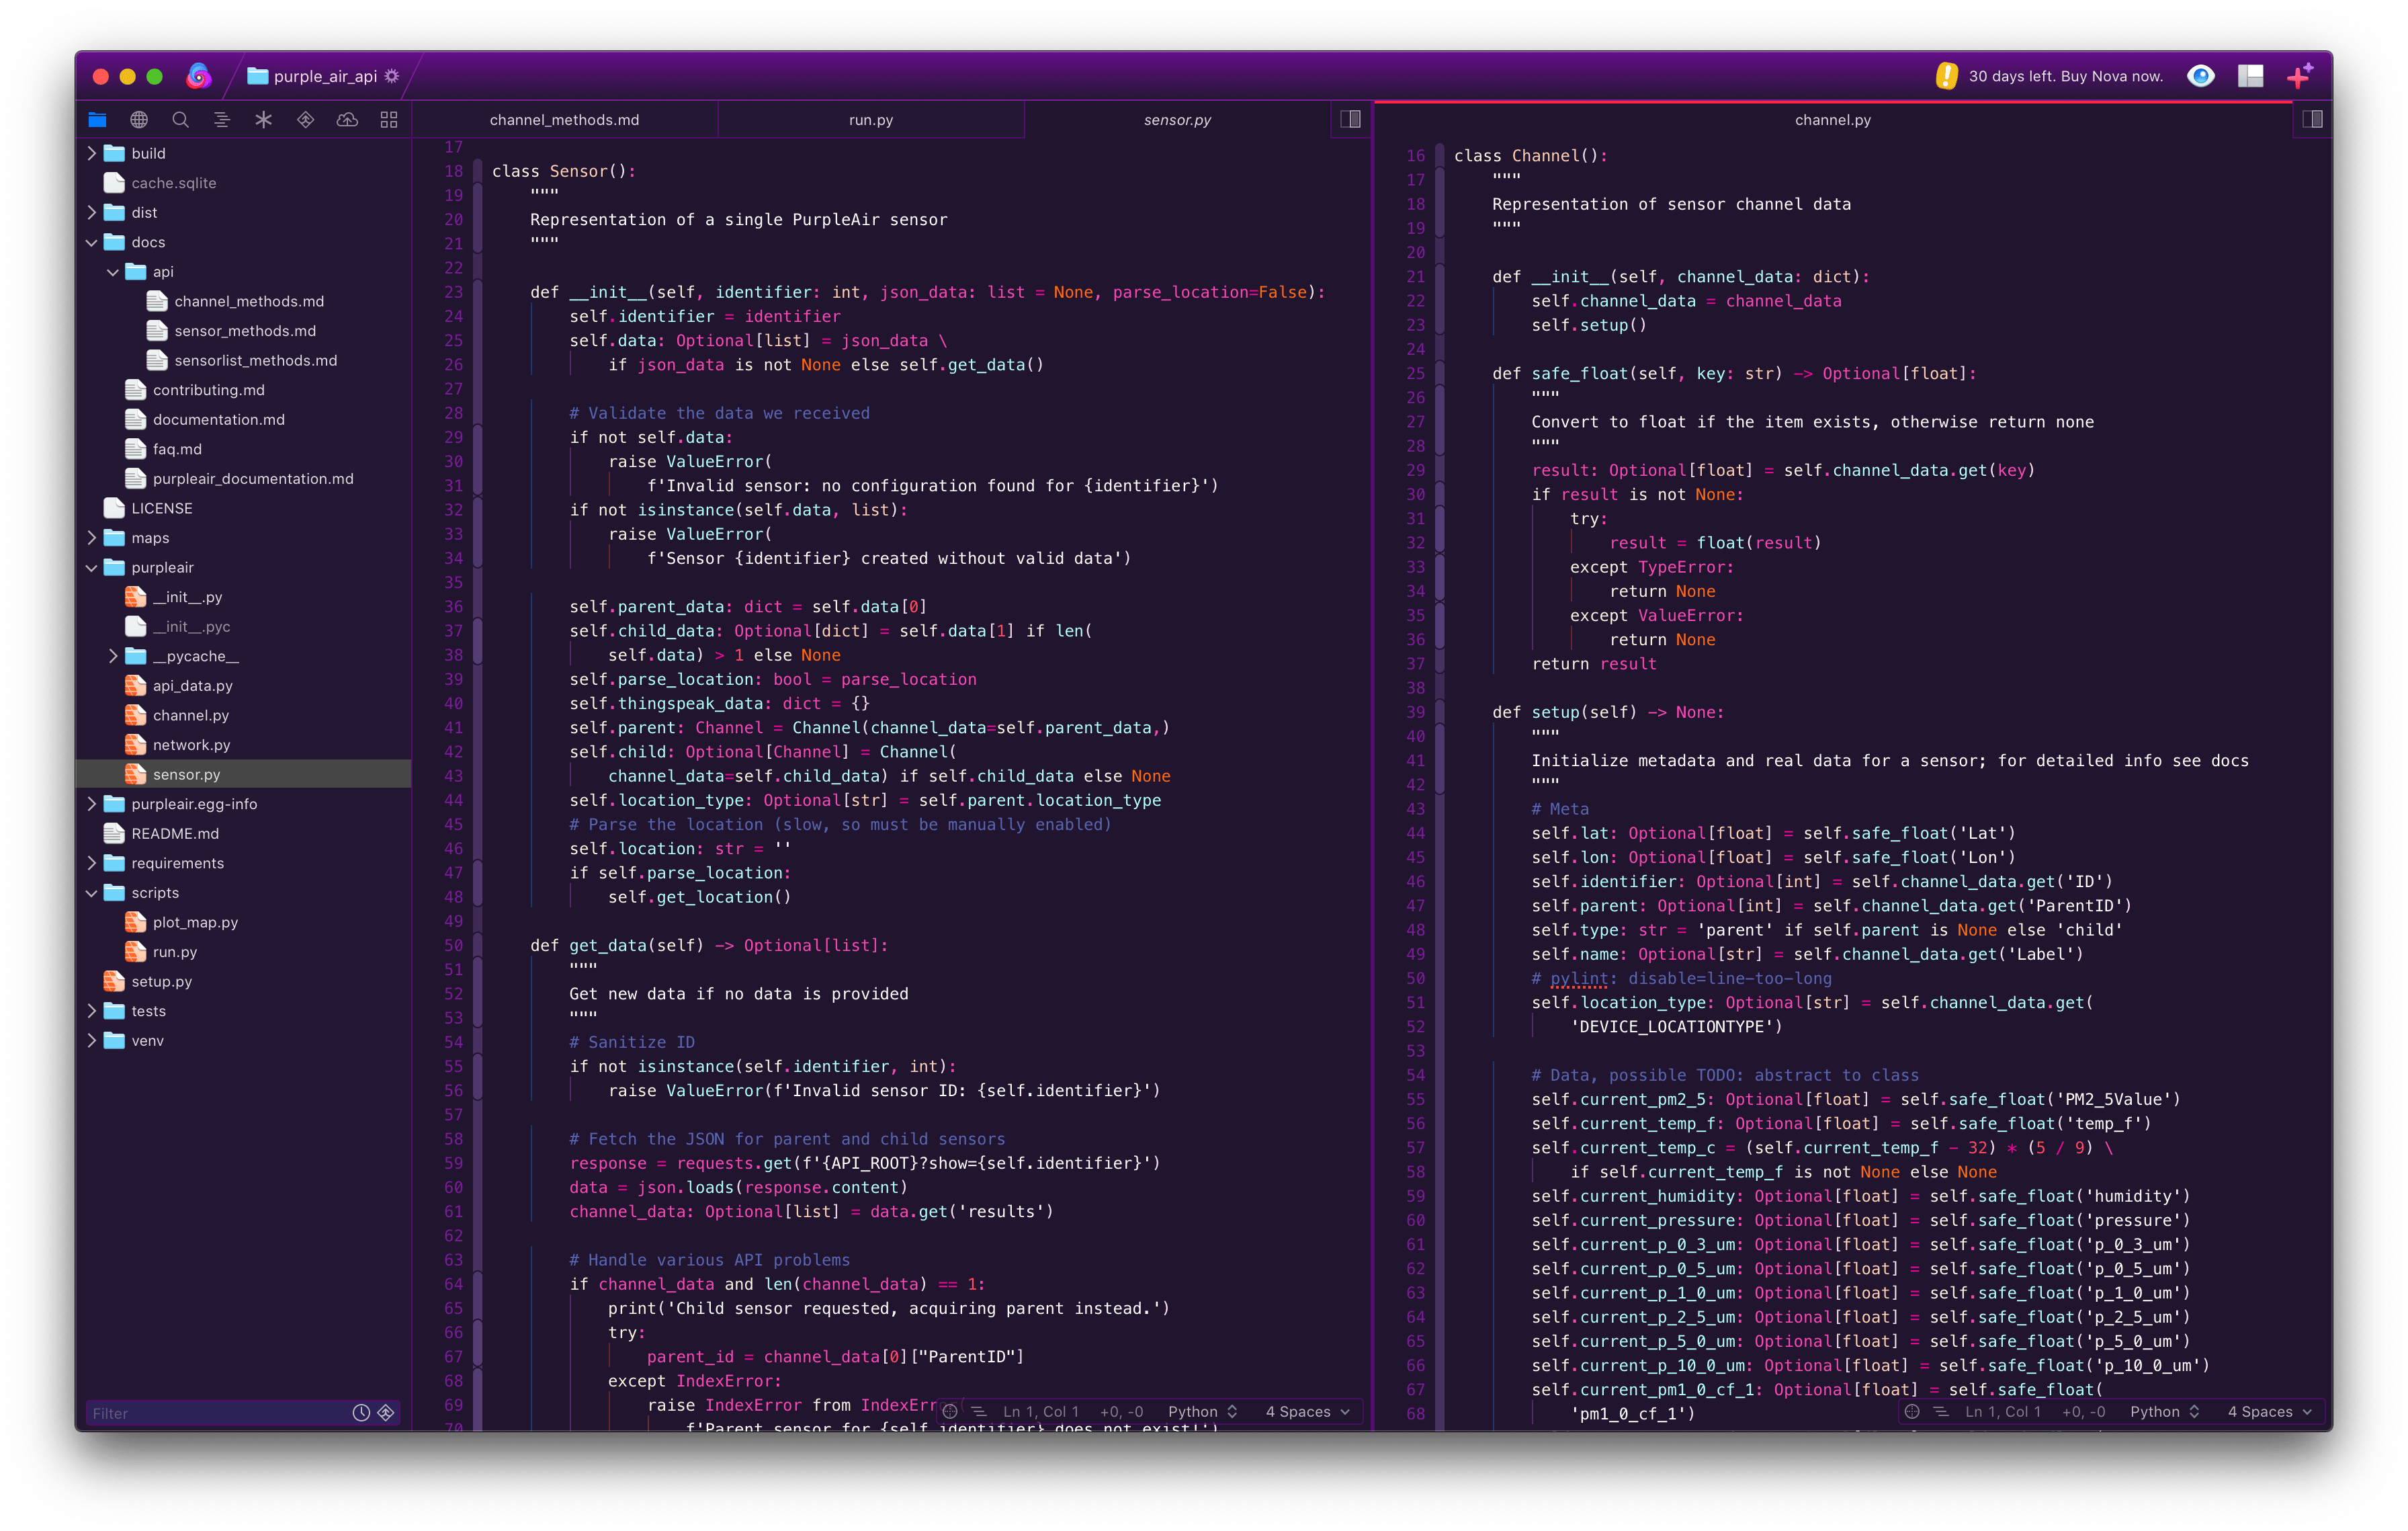 purple_air_api
30 days left. Buy Nova now.
build
cache.sqlite
dist
docs
api
channel_methods.md
sensor_methods.md
sensorlist_methods.md
contributing.md
documentation.md
faq.md
purpleair_documentation.md
LICENSE
maps
purpleair
__init__.py
__init__.pyc
__pycache__
api_data.py
channel.py
network.py
sensor.py
purpleair.egg-info
README.md
requirements
scripts
plot_map.py
run.py
setup.py
tests
venv
Filter
channel_methods.md
run.py
sensor.py
17
18 class Sensor():
19     """
20     Representation of a single PurpleAir sensor
21     """
22
23     def __init__(self, identifier: int, json_data: list = None, parse_location=False):
24         self.identifier = identifier
25         self.data: Optional[list] = json_data \
26             if json_data is not None else self.get_data()
27
28         # Validate the data we received
29         if not self.data:
30             raise ValueError(
31                 f'Invalid sensor: no configuration found for {identifier}')
32         if not isinstance(self.data, list):
33             raise ValueError(
34                 f'Sensor {identifier} created without valid data')
35
36         self.parent_data: dict = self.data[0]
37         self.child_data: Optional[dict] = self.data[1] if len(
38             self.data) > 1 else None
39         self.parse_location: bool = parse_location
40         self.thingspeak_data: dict = {}
41         self.parent: Channel = Channel(channel_data=self.parent_data,)
42         self.child: Optional[Channel] = Channel(
43             channel_data=self.child_data) if self.child_data else None
44         self.location_type: Optional[str] = self.parent.location_type
45         # Parse the location (slow, so must be manually enabled)
46         self.location: str = ''
47         if self.parse_location:
48             self.get_location()
49
50     def get_data(self) -> Optional[list]:
51         """
52         Get new data if no data is provided
53         """
54         # Sanitize ID
55         if not isinstance(self.identifier, int):
56             raise ValueError(f'Invalid sensor ID: {self.identifier}')
57
58         # Fetch the JSON for parent and child sensors
59         response = requests.get(f'{API_ROOT}?show={self.identifier}')
60         data = json.loads(response.content)
61         channel_data: Optional[list] = data.get('results')
62
63         # Handle various API problems
64         if channel_data and len(channel_data) == 1:
65             print('Child sensor requested, acquiring parent instead.')
66             try:
67                 parent_id = channel_data[0]["ParentID"]
68             except IndexError:
69                 raise IndexError from IndexErr
70                     f'Parent sensor for {self.identifier} does not exist!')
Ln 1, Col 1 +0, -0 Python 4 Spaces
channel.py
16 class Channel():
17     """
18     Representation of sensor channel data
19     """
20
21     def __init__(self, channel_data: dict):
22         self.channel_data = channel_data
23         self.setup()
24
25     def safe_float(self, key: str) -> Optional[float]:
26         """
27         Convert to float if the item exists, otherwise return none
28         """
29         result: Optional[float] = self.channel_data.get(key)
30         if result is not None:
31             try:
32                 result = float(result)
33             except TypeError:
34                 return None
35             except ValueError:
36                 return None
37         return result
38
39     def setup(self) -> None:
40         """
41         Initialize metadata and real data for a sensor; for detailed info see docs
42         """
43         # Meta
44         self.lat: Optional[float] = self.safe_float('Lat')
45         self.lon: Optional[float] = self.safe_float('Lon')
46         self.identifier: Optional[int] = self.channel_data.get('ID')
47         self.parent: Optional[int] = self.channel_data.get('ParentID')
48         self.type: str = 'parent' if self.parent is None else 'child'
49         self.name: Optional[str] = self.channel_data.get('Label')
50         # pylint: disable=line-too-long
51         self.location_type: Optional[str] = self.channel_data.get(
52             'DEVICE_LOCATIONTYPE')
53
54         # Data, possible TODO: abstract to class
55         self.current_pm2_5: Optional[float] = self.safe_float('PM2_5Value')
56         self.current_temp_f: Optional[float] = self.safe_float('temp_f')
57         self.current_temp_c = (self.current_temp_f - 32) * (5 / 9) \
58             if self.current_temp_f is not None else None
59         self.current_humidity: Optional[float] = self.safe_float('humidity')
60         self.current_pressure: Optional[float] = self.safe_float('pressure')
61         self.current_p_0_3_um: Optional[float] = self.safe_float('p_0_3_um')
62         self.current_p_0_5_um: Optional[float] = self.safe_float('p_0_5_um')
63         self.current_p_1_0_um: Optional[float] = self.safe_float('p_1_0_um')
64         self.current_p_2_5_um: Optional[float] = self.safe_float('p_2_5_um')
65         self.current_p_5_0_um: Optional[float] = self.safe_float('p_5_0_um')
66         self.current_p_10_0_um: Optional[float] = self.safe_float('p_10_0_um')
67         self.current_pm1_0_cf_1: Optional[float] = self.safe_float(
68             'pm1_0_cf_1')
Ln 1, Col 1 +0, -0 Python 4 Spaces